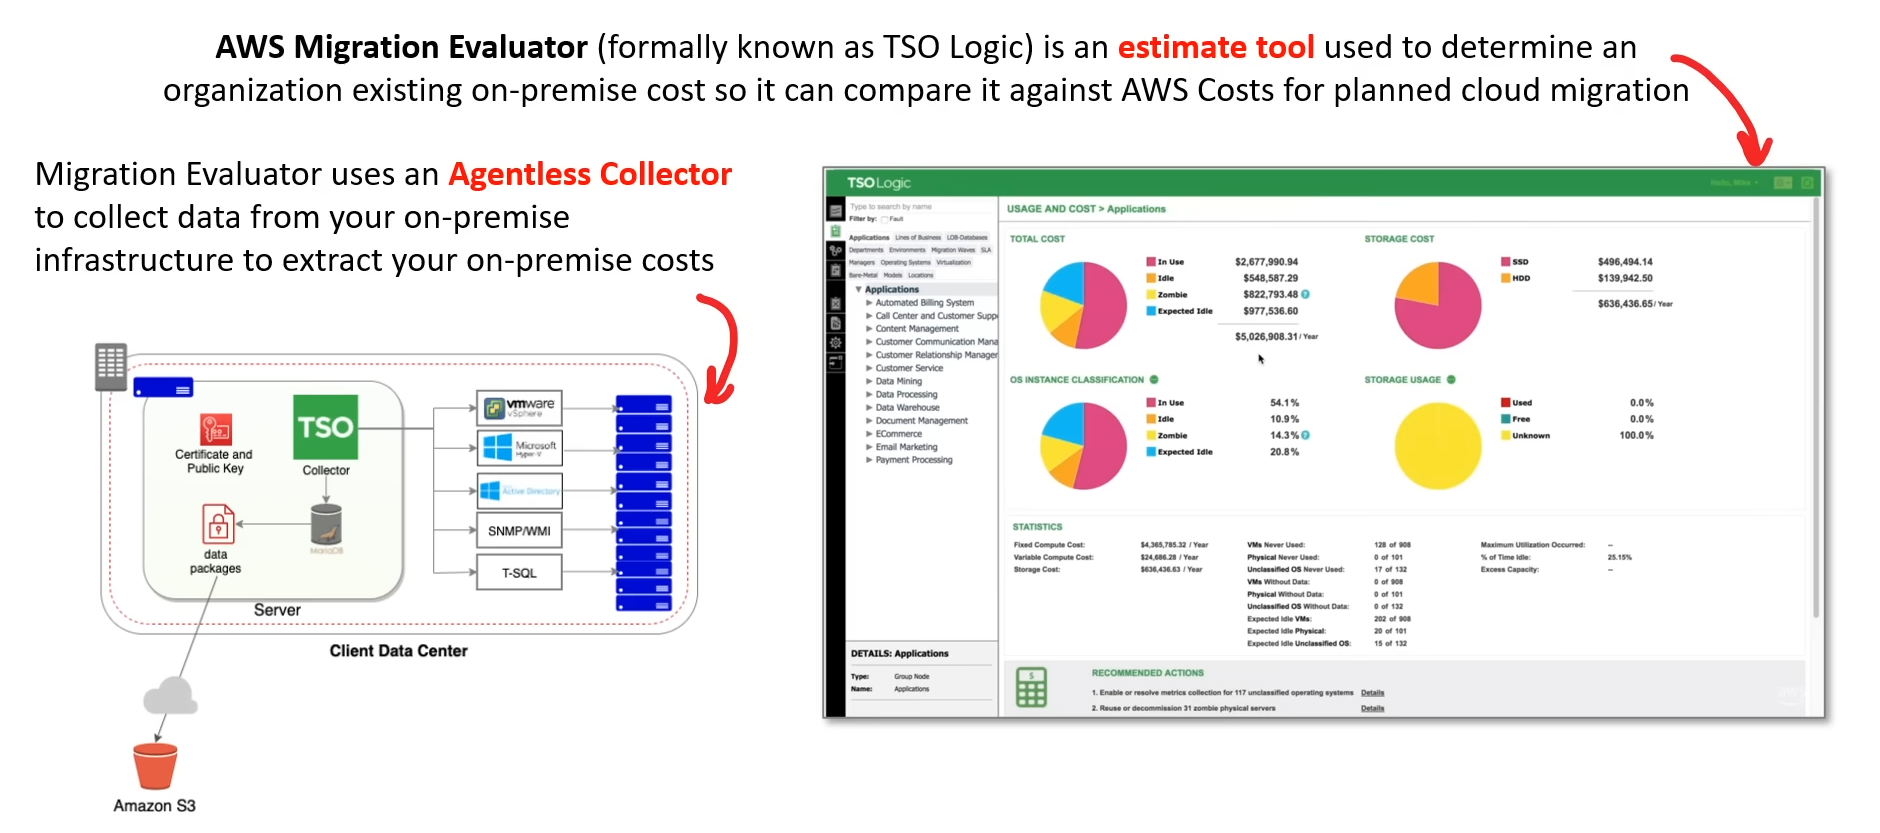 AWS Migration Evaluator (formally known as TSO Logic) is an estimate tool used to determine an
organization existing on-premise cost so it can compare it against AWS Costs for planned cloud migration
Migration Evaluator uses an Agentless Collector
to collect data from your on-premise
infrastructure to extract your on-premise costs
Certificate and
Public Key
TSO
Collector
MariaDB
data
packages
Server
vmware
vSphere
Microsoft
Hyper-V
Active Directory
SNMP/WMI
T-SQL
Client Data Center
Amazon S3
TSO Logic
Hello, Mike
Type to search by name
Filter by: Fault
Applications Lines of Business LOB-Databases
Departments Environments Migration Waves SLA
Managers Operating Systems Virtualization
Bare-Metal Models Locations
Applications
Automated Billing System
Call Center and Customer Supp
Content Management
Customer Communication Mana
Customer Relationship Manager
Customer Service
Data Mining
Data Processing
Data Warehouse
Document Management
ECommerce
Email Marketing
Payment Processing
DETAILS: Applications
Type: Group Node
Name: Applications
USAGE AND COST > Applications
TOTAL COST
In Use $2,677,990.94
Idle $548,587.29
Zombie $822,793.48 ?
Expected Idle $977,536.60
$5,026,908.31 / Year
STORAGE COST
SSD $496,494.14
HDD $139,942.50
$636,436.65 / Year
OS INSTANCE CLASSIFICATION
In Use 54.1%
Idle 10.9%
Zombie 14.3% ?
Expected Idle 20.8%
STORAGE USAGE
Used 0.0%
Free 0.0%
Unknown 100.0%
STATISTICS
Fixed Compute Cost: $4,365,785.32 / Year
Variable Compute Cost: $24,686.28 / Year
Storage Cost: $636,436.63 / Year
VMs Never Used: 128 of 908
Physical Never Used: 0 of 101
Unclassified OS Never Used: 17 of 132
VMs Without Data: 0 of 908
Physical Without Data: 0 of 101
Unclassified OS Without Data: 0 of 132
Expected Idle VMs: 202 of 908
Expected Idle Physical: 20 of 101
Expected Idle Unclassified OS: 15 of 132
Maximum Utilization Occurred: --
% of Time Idle: 25.15%
Excess Capacity: --
RECOMMENDED ACTIONS
1. Enable or resolve metrics collection for 117 unclassified operating systems Details
2. Reuse or decommission 31 zombie physical servers Details